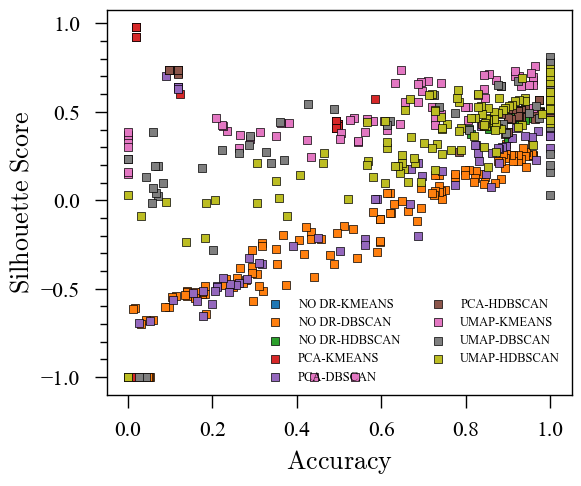 1.0
0.5
0.0
−0.5
−1.0
Silhouette Score
NO DR-KMEANS
NO DR-DBSCAN
NO DR-HDBSCAN
PCA-KMEANS
PCA-DBSCAN
PCA-HDBSCAN
UMAP-KMEANS
UMAP-DBSCAN
UMAP-HDBSCAN
0.0 0.2 0.4 0.6 0.8 1.0
Accuracy